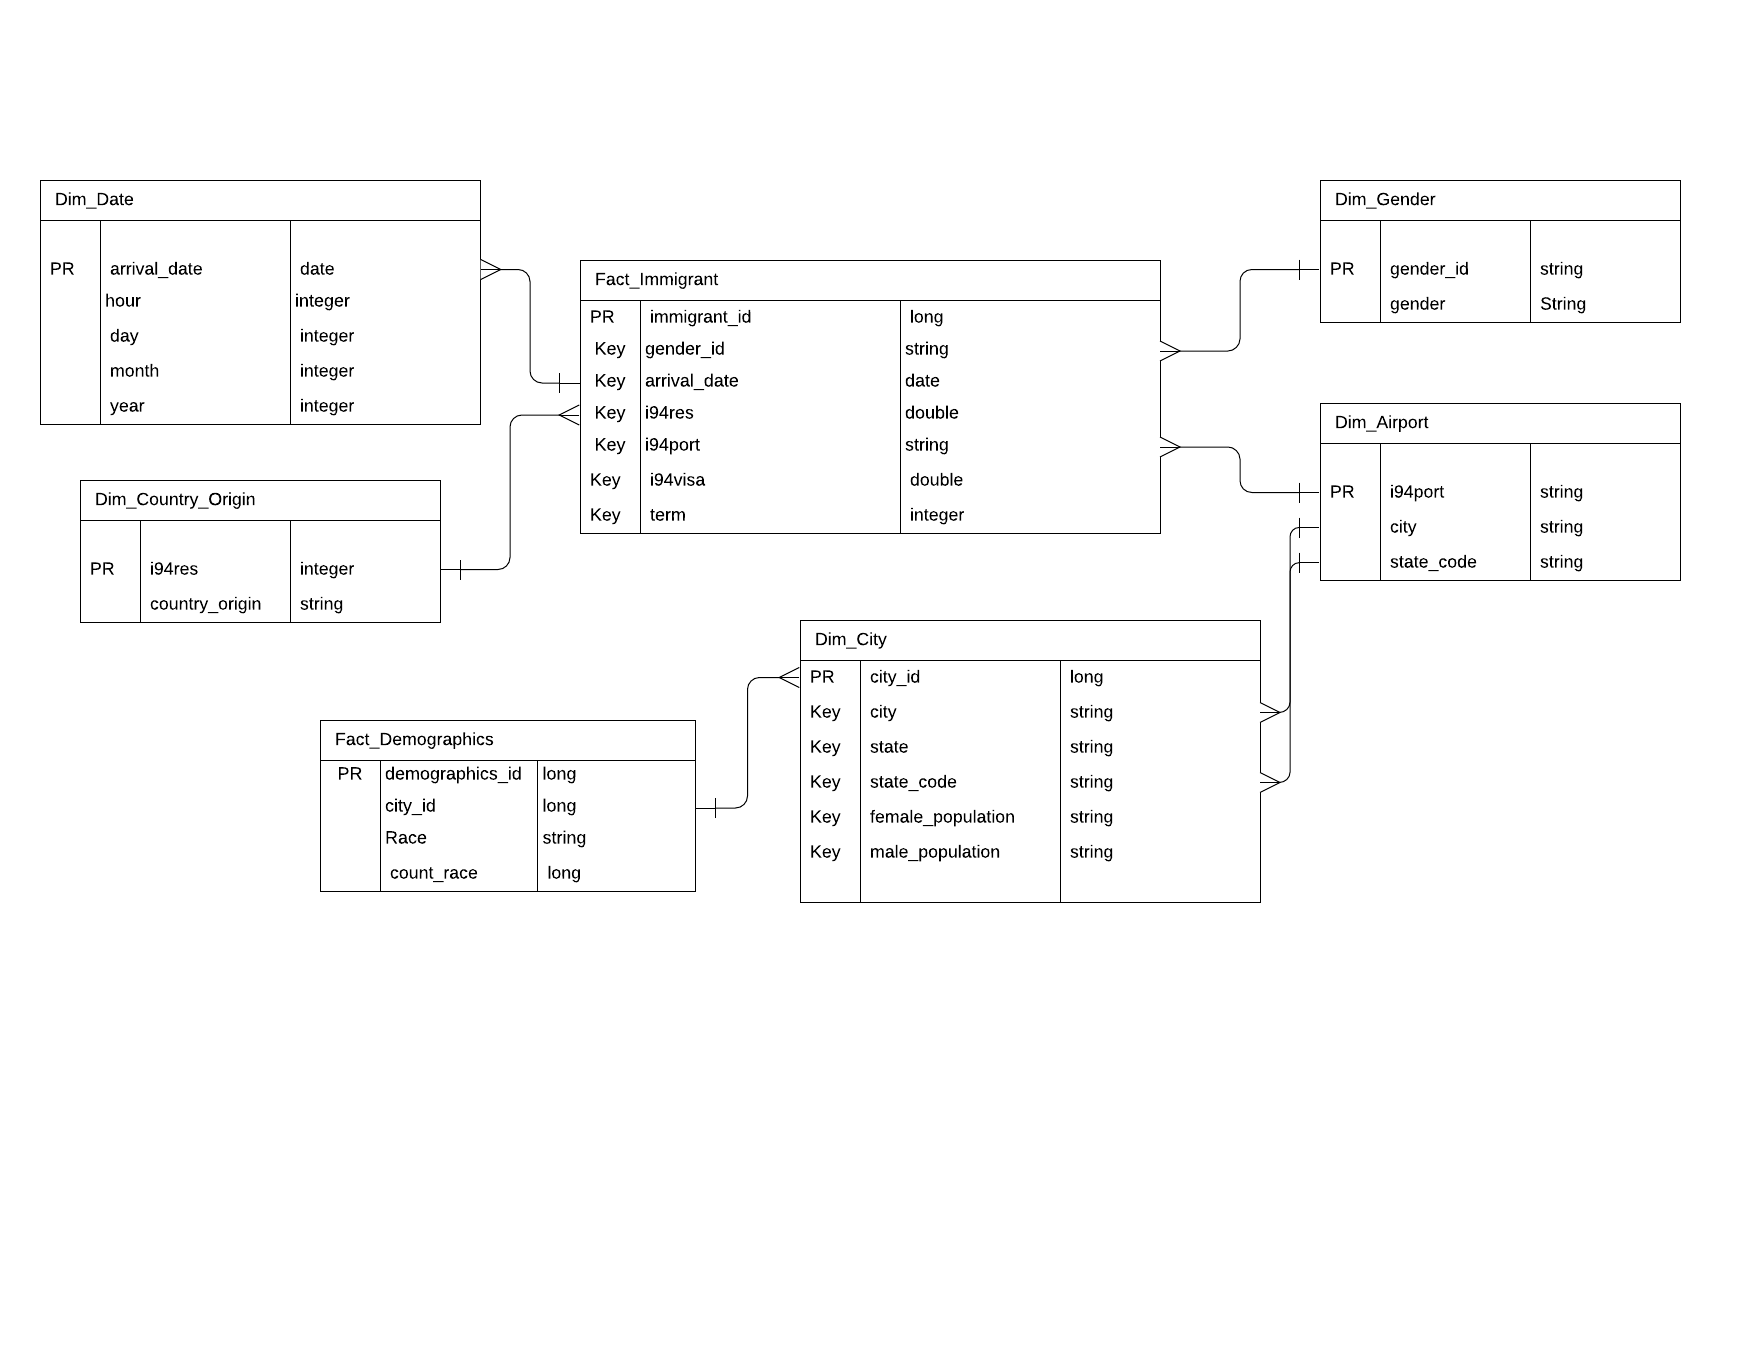 Dim_Date
PR arrival_date date
hour integer
day integer
month integer
year integer
Dim_Country_Origin
PR i94res integer
country_origin string
Fact_Immigrant
PR immigrant_id long
Key gender_id string
Key arrival_date date
Key i94res double
Key i94port string
Key i94visa double
Key term integer
Dim_Gender
PR gender_id string
gender String
Dim_Airport
PR i94port string
city string
state_code string
Dim_City
PR city_id long
Key city string
Key state string
Key state_code string
Key female_population string
Key male_population string
Fact_Demographics
PR demographics_id long
city_id long
Race string
count_race long